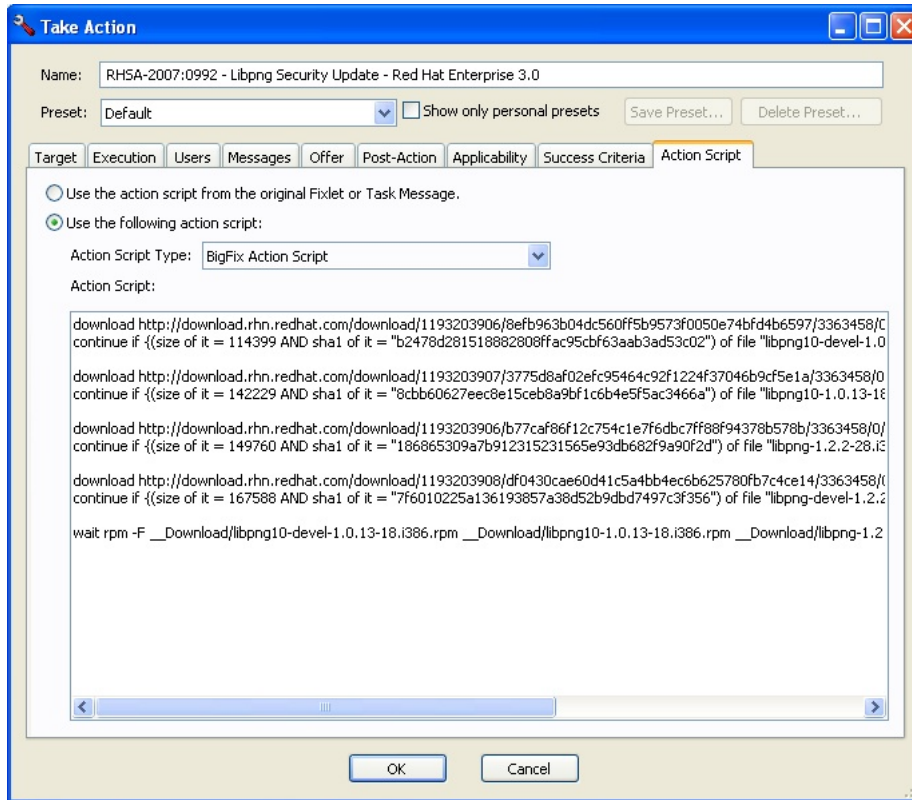 Take Action
Name: RHSA-2007:0992 - Libpng Security Update - Red Hat Enterprise 3.0
Preset: Default Show only personal presets Save Preset... Delete Preset...
Target Execution Users Messages Offer Post-Action Applicability Success Criteria Action Script
Use the action script from the original Fixlet or Task Message.
Use the following action script:
Action Script Type: BigFix Action Script
Action Script:
download http://download.rhn.redhat.com/download/1193203906/8efb963b04dc560ff5b9573f0050e74bfd4b6597/3363458/0
continue if {(size of it = 114399 AND sha1 of it = "b2478d281518882808ffac95cbf63aab3ad53c02") of file "libpng10-devel-1.0
download http://download.rhn.redhat.com/download/1193203907/3775d8af02efc95464c92f1224f37046b9cf5e1a/3363458/0
continue if {(size of it = 142229 AND sha1 of it = "8cbb60627eec8e15ceb8a9bf1c6b4e5f5ac3466a") of file "libpng10-1.0.13-18
download http://download.rhn.redhat.com/download/1193203906/b77caf86f12c754c1e7f6dbc7ff88f94378b578b/3363458/0/
continue if {(size of it = 149760 AND sha1 of it = "186865309a7b912315231565e93db682f9a90f2d") of file "libpng-1.2.2-28.i3
download http://download.rhn.redhat.com/download/1193203908/df0430cae60d41c5a4bb4ec6b625780fb7c4ce14/3363458/0
continue if {(size of it = 167588 AND sha1 of it = "7f6010225a136193857a38d52b9dbd7497c3f356") of file "libpng-devel-1.2.2
wait rpm -F __Download/libpng10-devel-1.0.13-18.i386.rpm __Download/libpng10-1.0.13-18.i386.rpm __Download/libpng-1.2
OK Cancel